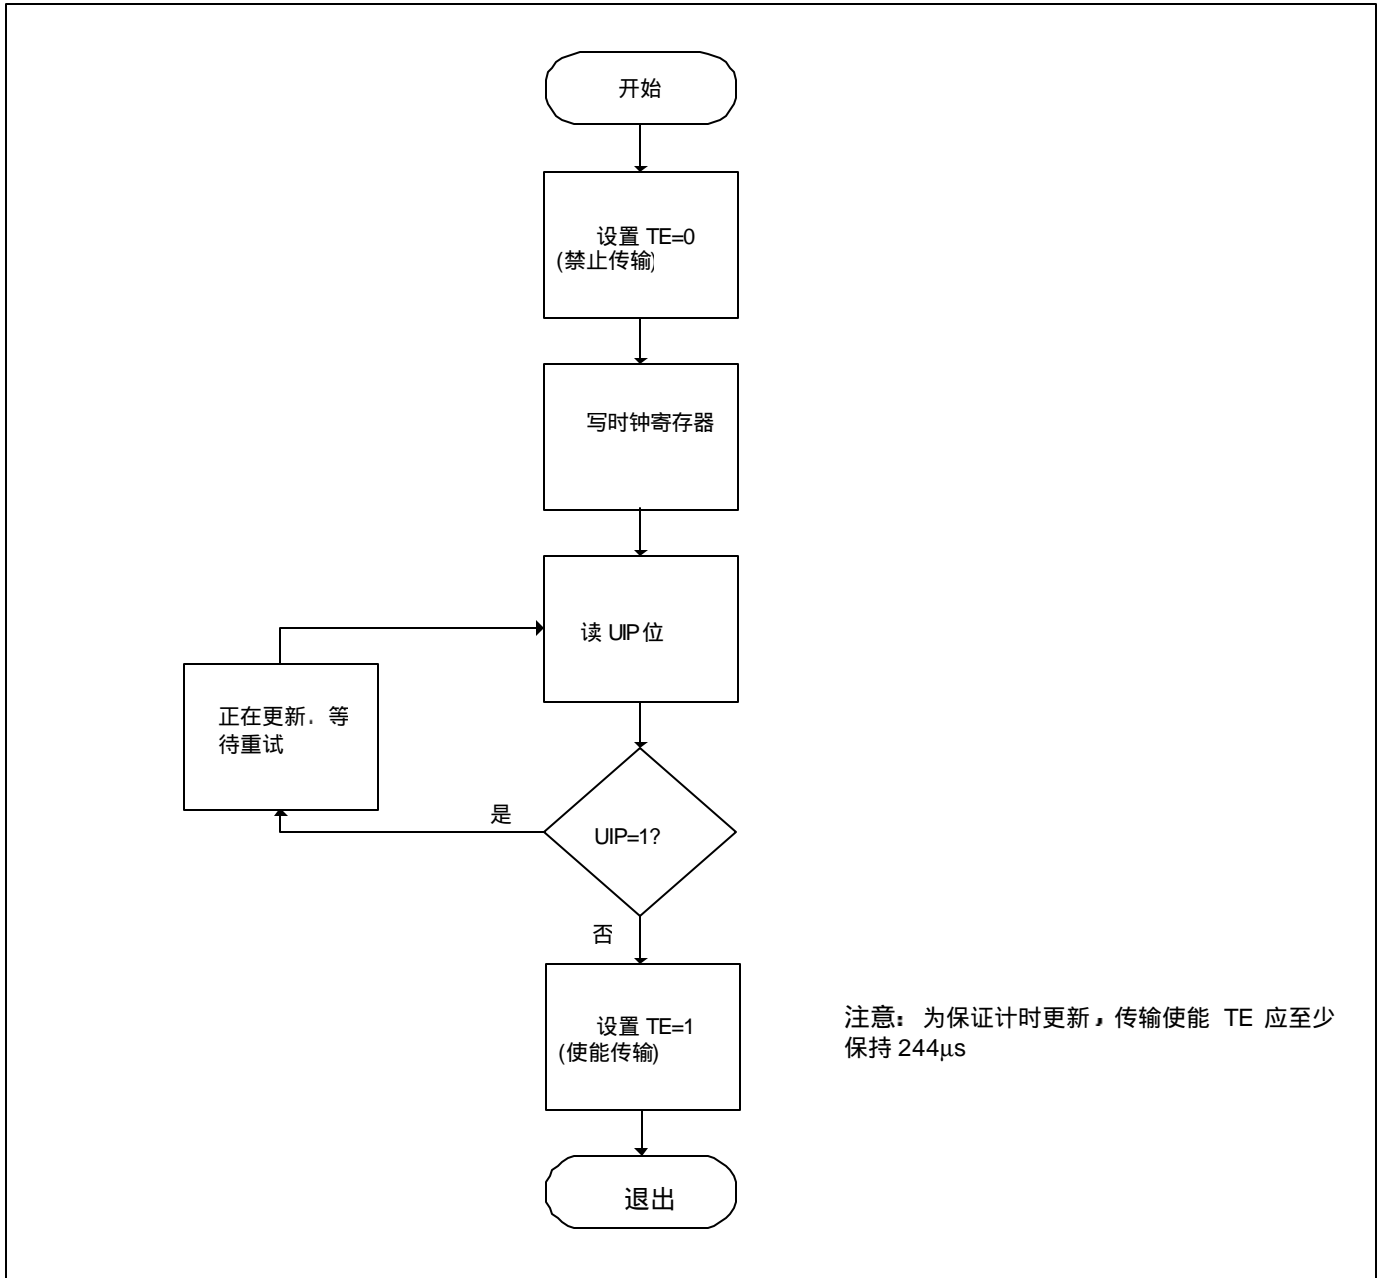 开始
设置 TE=0
(禁止传输)
写时钟寄存器
读 UIP 位
正在更新，等
待重试
是
UIP=1?
否
设置 TE=1
(使能传输)
注意：为保证计时更新，传输使能 TE 应至少
保持 244μs
退出